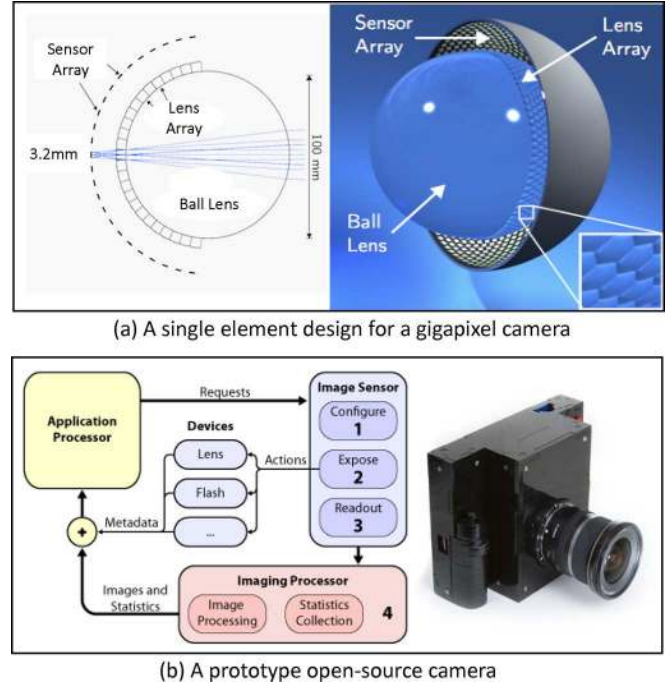 Sensor
Array
Lens
Array
3.2mm
100 mm
Ball Lens
Sensor
Array
Lens
Array
Ball
Lens
(a) A single element design for a gigapixel camera
Application
Processor
Requests
Image Sensor
Configure
1
Devices
Lens
Actions
Expose
2
Flash
Readout
3
Metadata
...
+
Images and
Statistics
Imaging Processor
Image
Processing
Statistics
Collection
4
(b) A prototype open-source camera